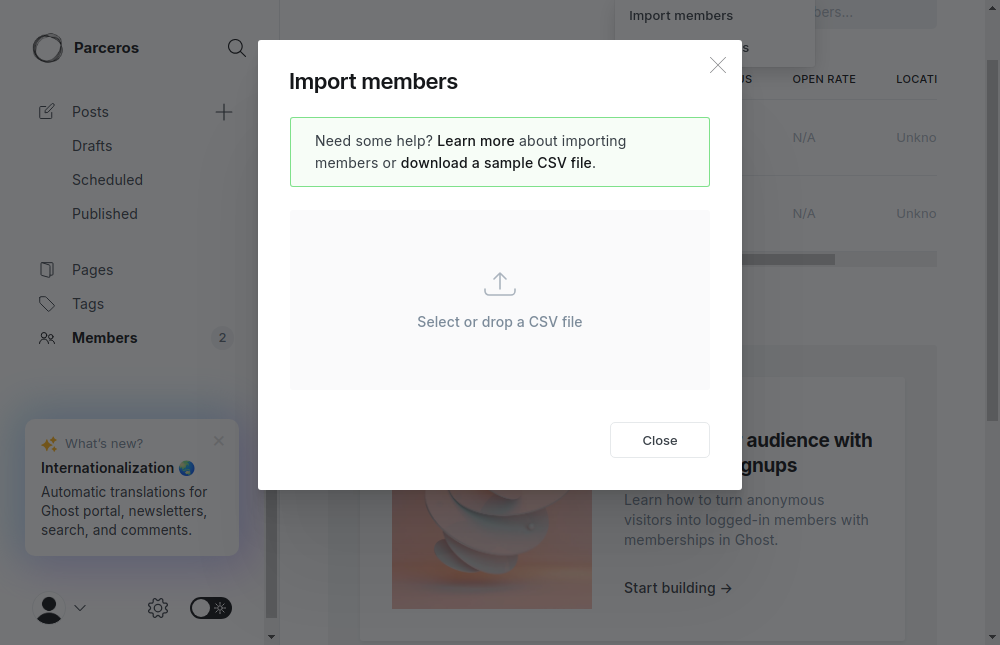 Parceros
Posts
Drafts
Scheduled
Published
Pages
Tags
Members
2
What's new?
Internationalization 🌏
Automatic translations for
Ghost portal, newsletters,
search, and comments.
Import members
OPEN RATE
LOCATI
N/A
Unkno
N/A
Unkno
Import members
Need some help? Learn more about importing
members or download a sample CSV file.
Select or drop a CSV file
Close
audience with
Learn how to turn anonymous
visitors into logged-in members with
memberships in Ghost.
Start building →